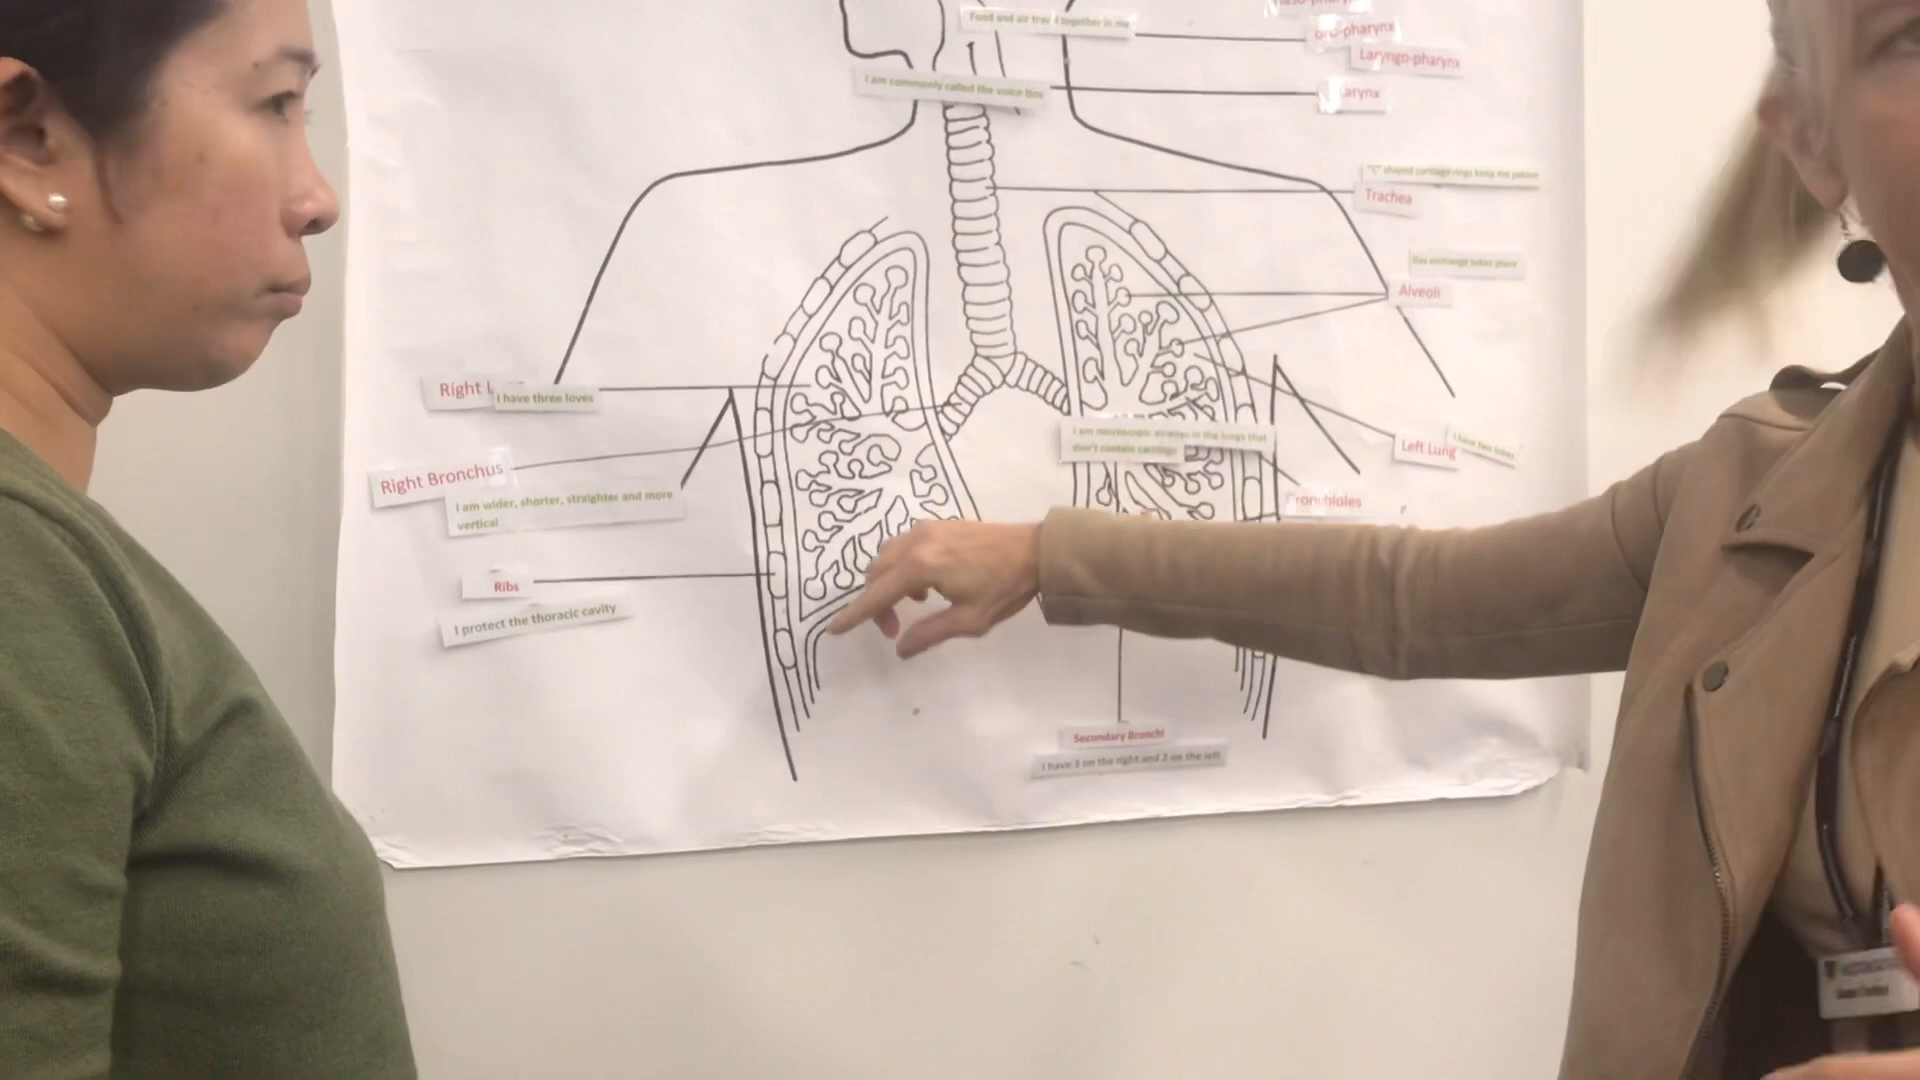 Food and air travel together in me
oro-pharynx
Laryngo-pharynx
I am commonly called the voice box
arynx
"C" shaped cartilage rings keep me patent
Trachea
Gas exchange takes place
Alveoli
Right L
I have three loves
I am microscopic airways in the lungs that
don't contain cartilage
Left Lung
I have two lobes
Right Bronchus
I am wider, shorter, straighter and more
vertical
Bronchioles
Ribs
I protect the thoracic cavity
Secondary Bronchi
I have 3 on the right and 2 on the left